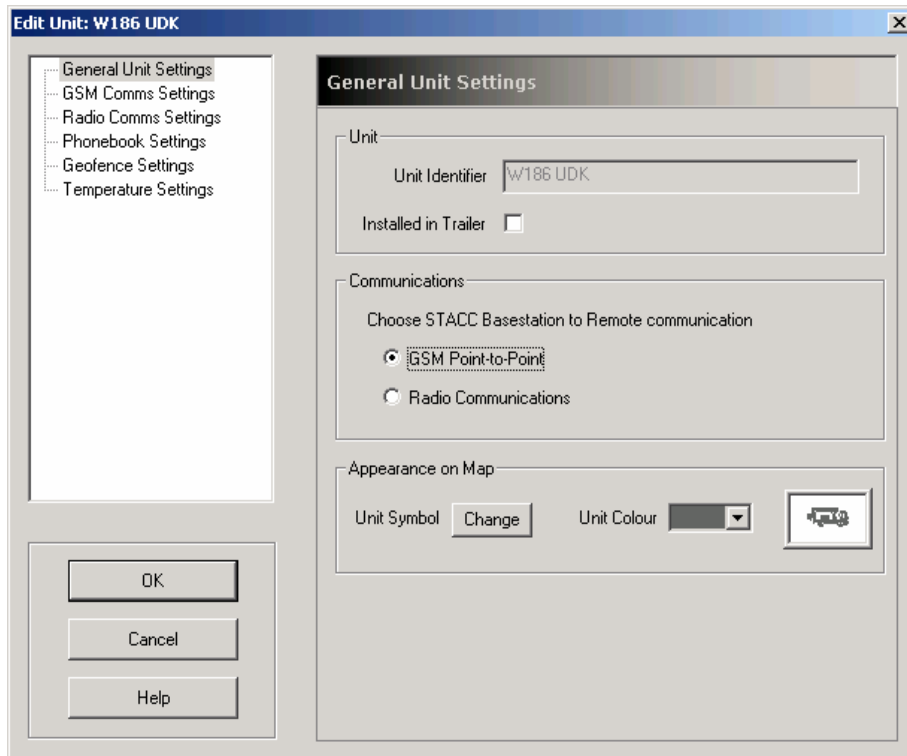 Edit Unit: W186 UDK
General Unit Settings
GSM Comms Settings
Radio Comms Settings
Phonebook Settings
Geofence Settings
Temperature Settings
OK
Cancel
Help
General Unit Settings
Unit
Unit Identifier W186 UDK
Installed in Trailer
Communications
Choose STACC Basestation to Remote communication
GSM Point-to-Point
Radio Communications
Appearance on Map
Unit Symbol Change Unit Colour